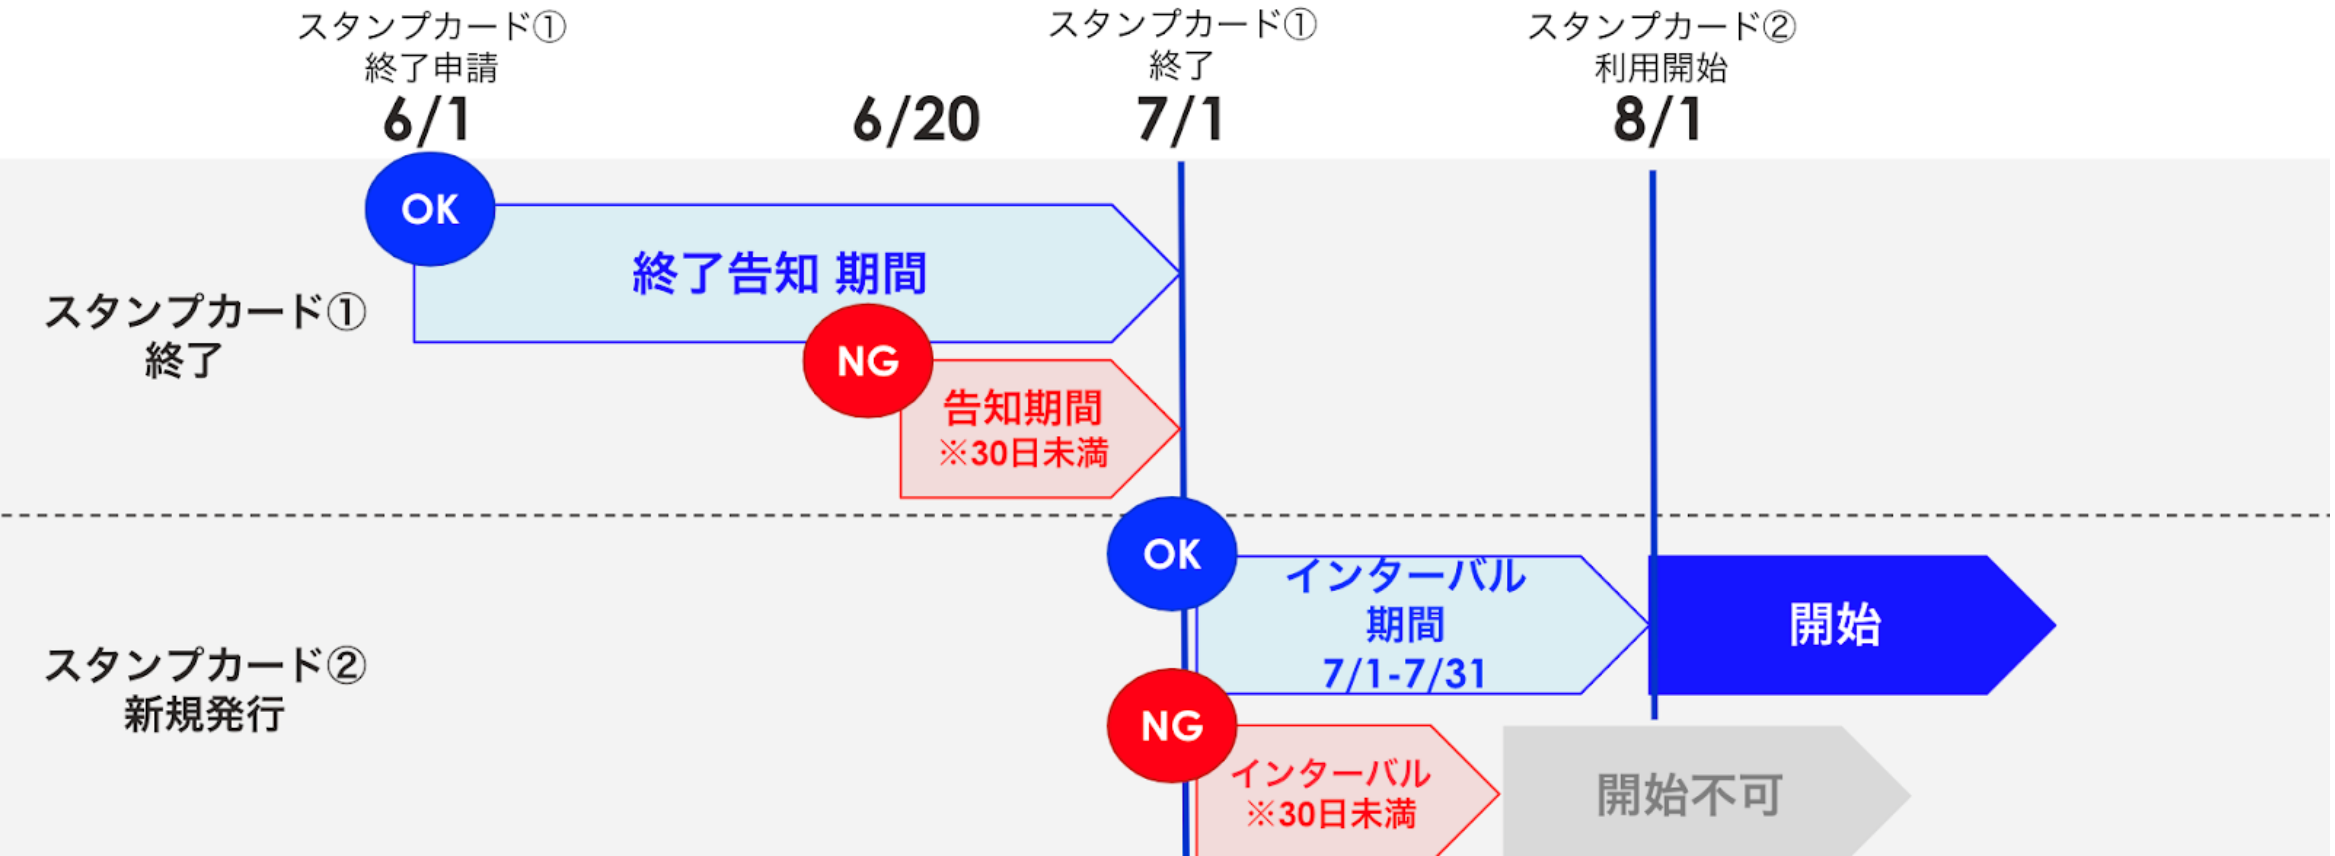 スタンプカード①
終了申請
6/1
6/20
スタンプカード①
終了
7/1
スタンプカード②
利用開始
8/1
スタンプカード①
終了
OK
終了告知 期間
NG
告知期間
※30日未満
スタンプカード②
新規発行
OK
インターバル
期間
7/1-7/31
開始
NG
インターバル
※30日未満
開始不可